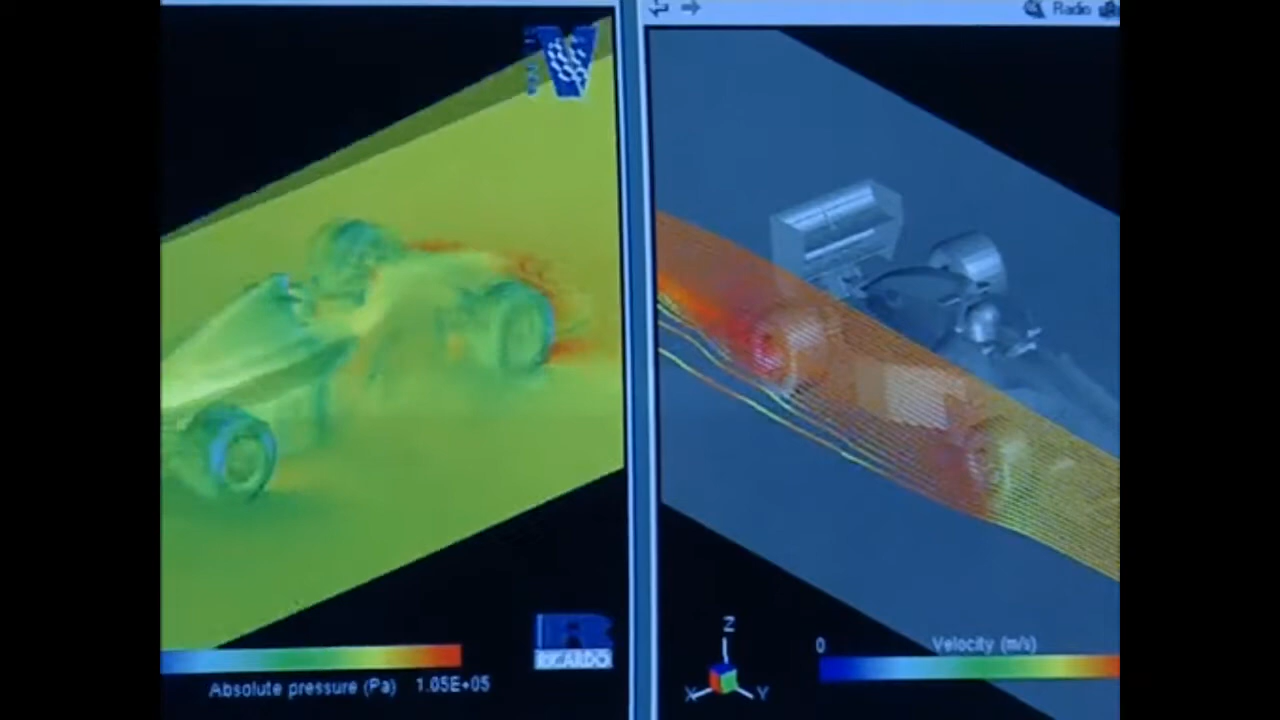 Absolute pressure (Pa) 1.05E+05
RICARDO
Radio
Z
X
Y
0
Velocity (m/s)